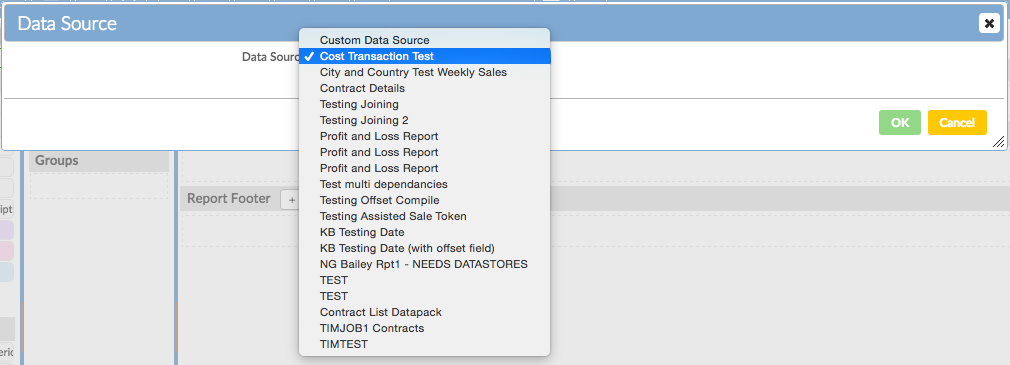 Data Source
Data Sourc
Custom Data Source
✓ Cost Transaction Test
City and Country Test Weekly Sales
Contract Details
Testing Joining
Testing Joining 2
Profit and Loss Report
Profit and Loss Report
Profit and Loss Report
Test multi dependancies
Testing Offset Compile
Testing Assisted Sale Token
KB Testing Date
KB Testing Date (with offset field)
NG Bailey Rpt1 - NEEDS DATASTORES
TEST
TEST
Contract List Datapack
TIMJOB1 Contracts
TIMTEST
OK
Cancel
Groups
Report Footer
+
ipt
eric